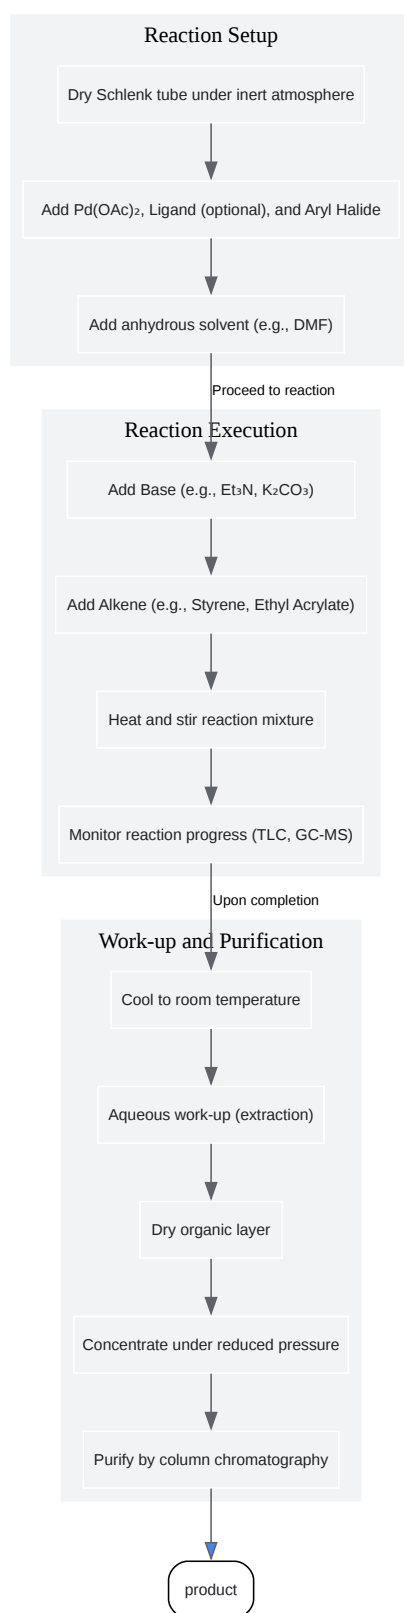 Reaction Setup
Dry Schlenk tube under inert atmosphere
Add Pd(OAc)₂, Ligand (optional), and Aryl Halide
Add anhydrous solvent (e.g., DMF)
Proceed to reaction
Reaction Execution
Add Base (e.g., Et₃N, K₂CO₃)
Add Alkene (e.g., Styrene, Ethyl Acrylate)
Heat and stir reaction mixture
Monitor reaction progress (TLC, GC-MS)
Upon completion
Work-up and Purification
Cool to room temperature
Aqueous work-up (extraction)
Dry organic layer
Concentrate under reduced pressure
Purify by column chromatography
product